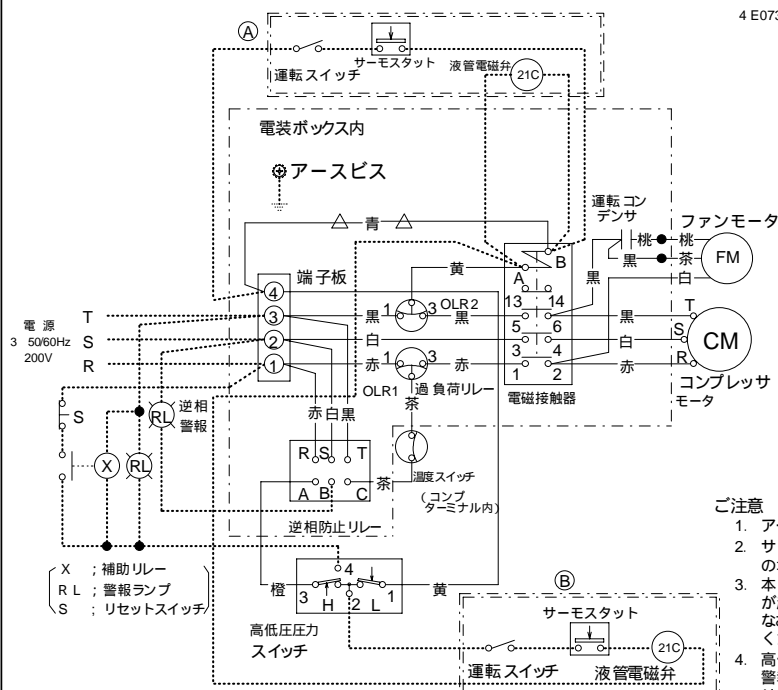 4 E073
A
サーモスタット
液管電磁弁
21C
運転スイッチ
電装ボックス内
アースビス
運転コン
デンサ
ファンモータ
青
桃
桃
黒
茶
FM
白
B
A
黄
黒
端子板
4
13 14
OLR2
T
3
黒
1
3
黒
5
6
黒
T
電源
3 50/60Hz
200V
S
2
白
3
4
白
S
CM
R
1
赤
1
3
赤
1
2
赤
R
OLR1
過負荷リレー
電磁接触器
コンプレッサ
モータ
茶
S
RL
逆相
警報
赤白黒
X
RL
R S T
A B C
茶
温度スイッチ
(コンプ
ターミナル内)
逆相防止リレー
X ;補助リレー
RL ;警報ランプ
S ;リセットスイッチ
橙
4
3 H 2 L 1
黄
高低圧圧力
スイッチ
B
サーモスタット
運転スイッチ
液管電磁弁
21C
ご注意
1. ア
2. サ
の
3.本
が
な
く
4. 高
警